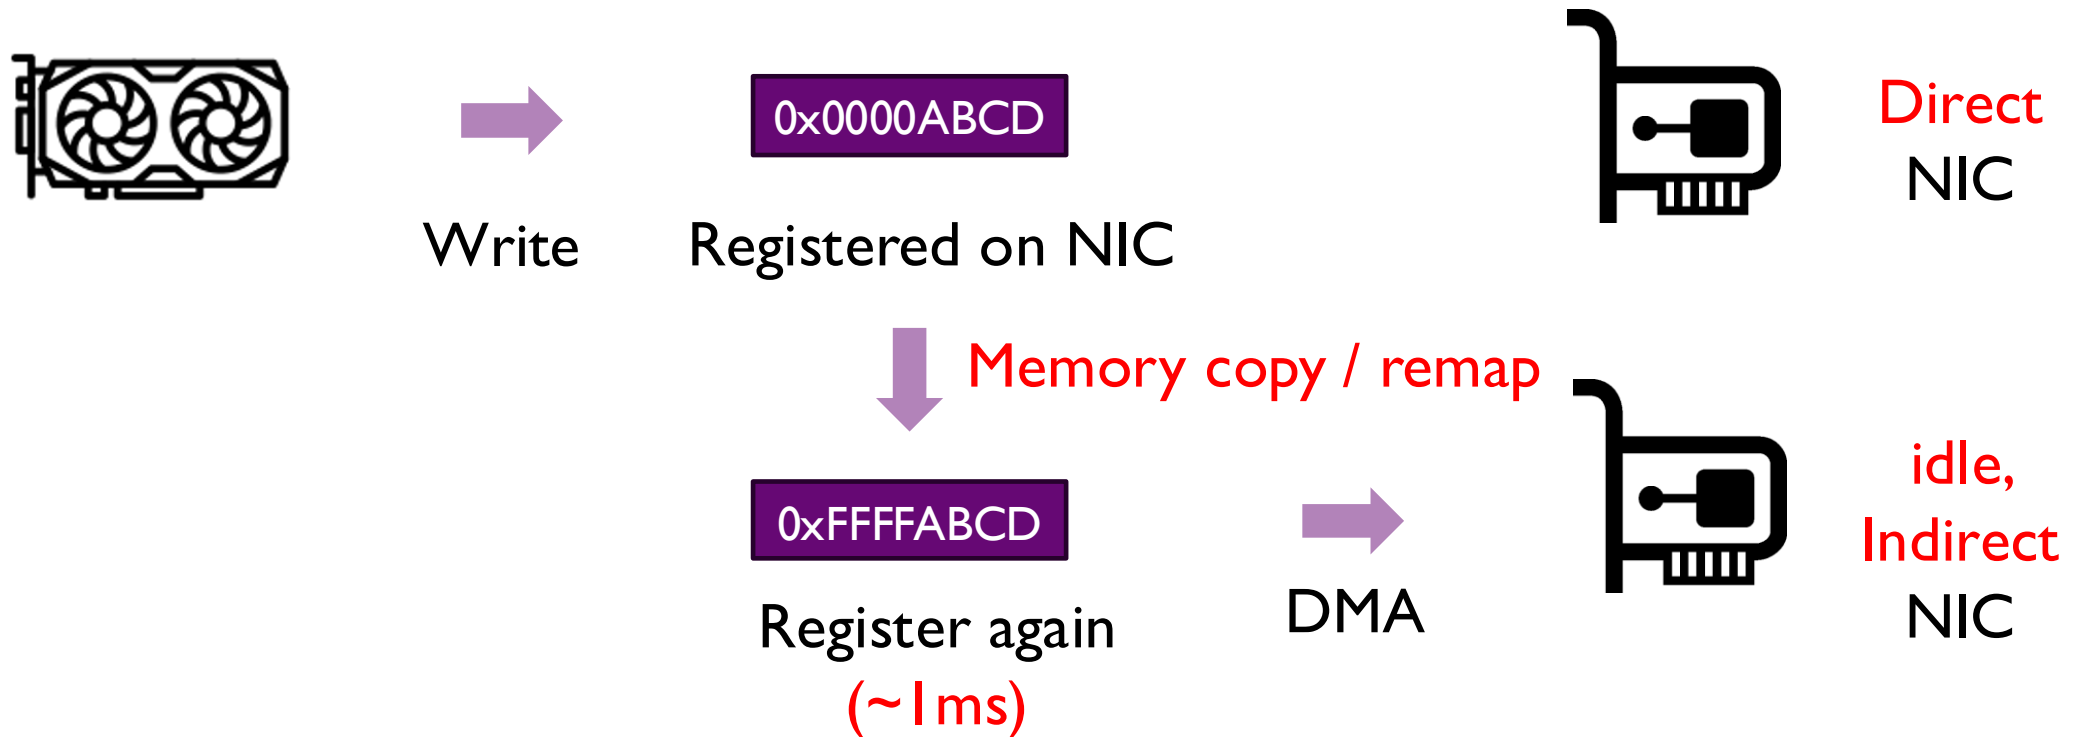 0x0000ABCD
Direct
NIC
Write
Registered on NIC
Memory copy / remap
0xFFFFABCD
idle,
Indirect
NIC
DMA
Register again
(~1ms)